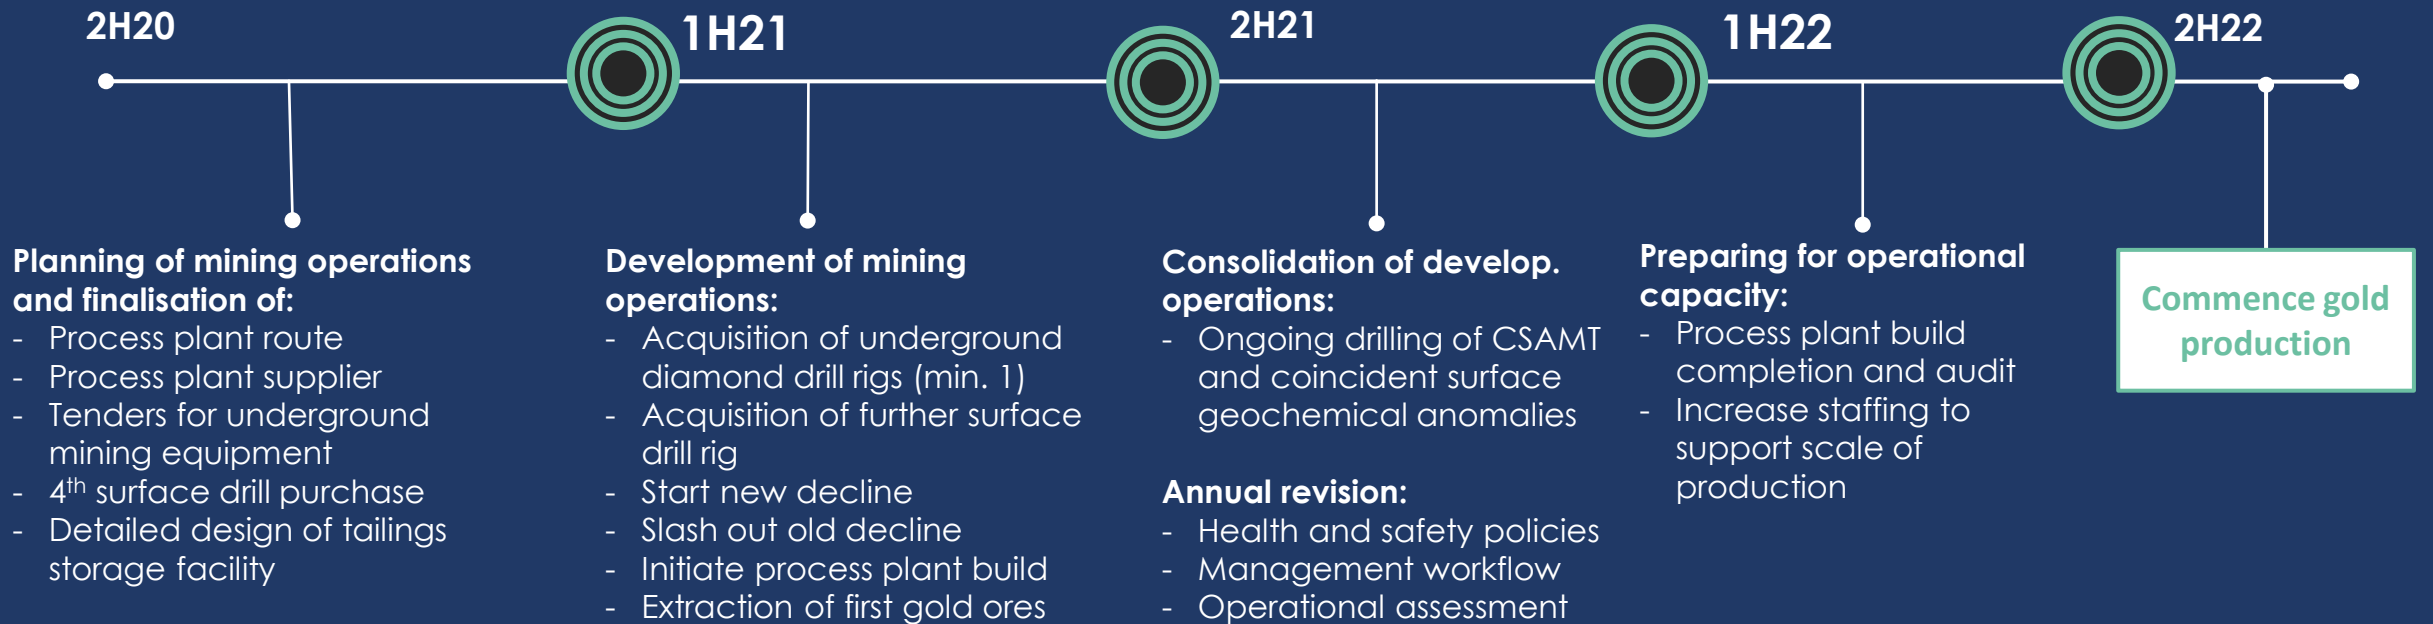 2H20
1H21
2H21
1H22
2H22
Planning of mining operations
and finalisation of:
- Process plant route
- Process plant supplier
- Tenders for underground
mining equipment
- 4th surface drill purchase
- Detailed design of tailings
storage facility
Development of mining
operations:
- Acquisition of underground
diamond drill rigs (min. 1)
- Acquisition of further surface
drill rig
- Start new decline
- Slash out old decline
- Initiate process plant build
- Extraction of first gold ores
Consolidation of develop.
operations:
- Ongoing drilling of CSAMT
and coincident surface
geochemical anomalies
Annual revision:
- Health and safety policies
- Management workflow
- Operational assessment
Preparing for operational
capacity:
- Process plant build
completion and audit
- Increase staffing to
support scale of
production
Commence gold
production